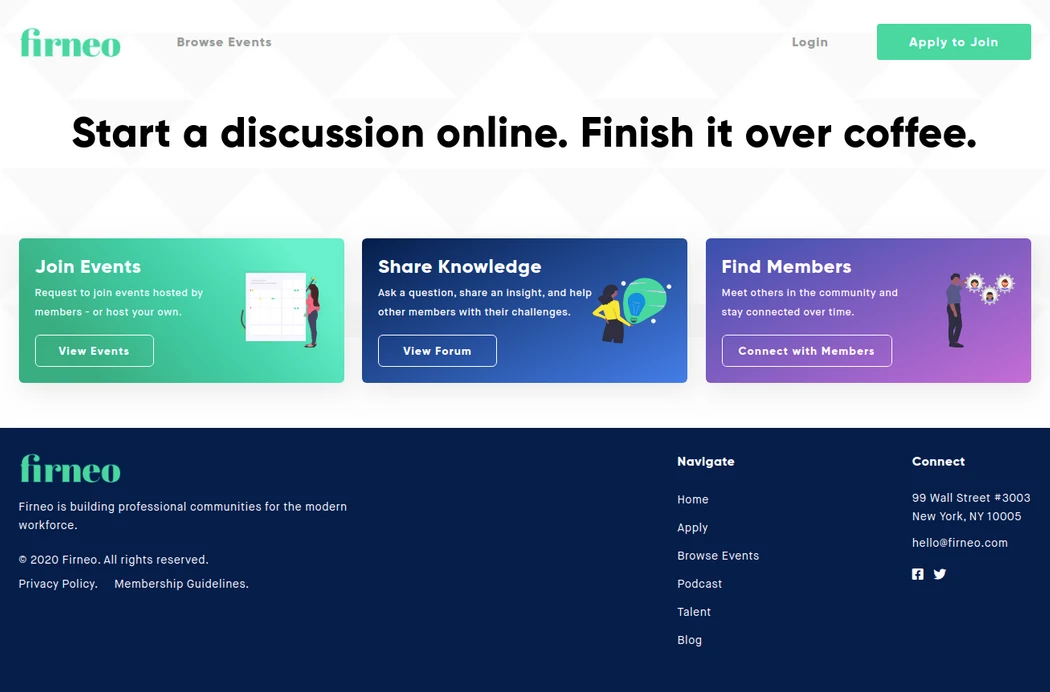 firneo
Browse Events
Login
Apply to Join
Start a discussion online. Finish it over coffee.
Join Events
Request to join events hosted by
members - or host your own.
View Events
Share Knowledge
Ask a question, share an insight, and help
other members with their challenges.
View Forum
Find Members
Meet others in the community and
stay connected over time.
Connect with Members
firneo
Firneo is building professional communities for the modern
workforce.
© 2020 Firneo. All rights reserved.
Privacy Policy. Membership Guidelines.
Navigate
Home
Apply
Browse Events
Podcast
Talent
Blog
Connect
99 Wall Street #3003
New York, NY 10005
hello@firneo.com